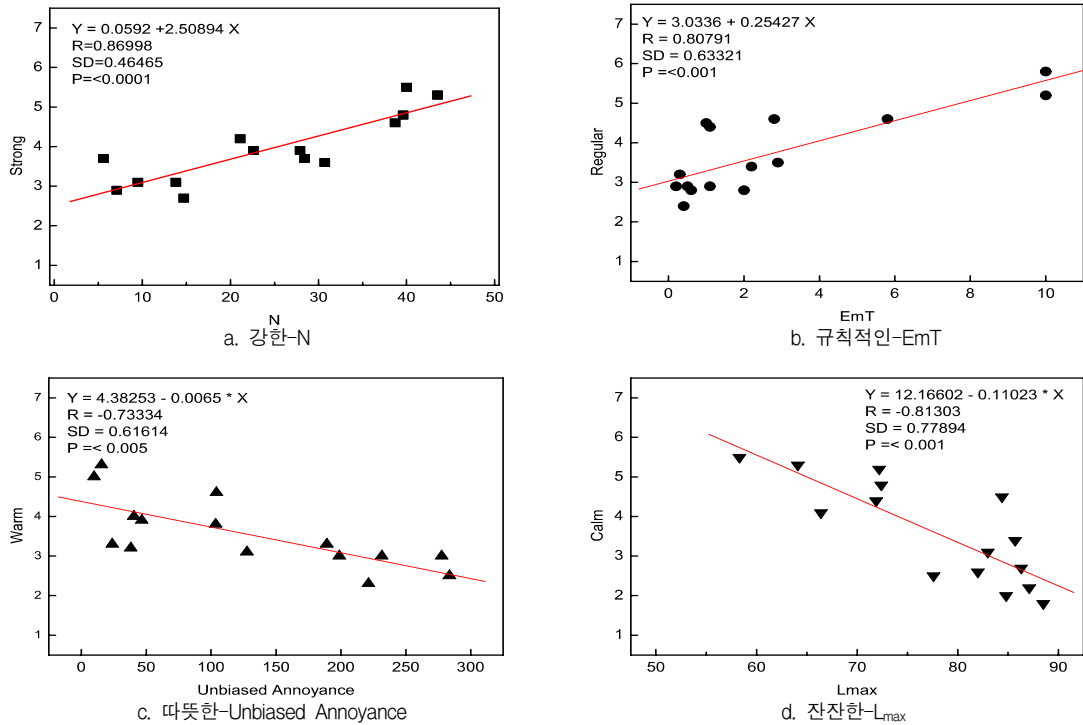 Y = 0.0592 +2.50894 X
R=0.86998
SD=0.46465
P=<0.0001
7
6
5
4
3
2
1
Strong
0 10 20 30 40 50
N
a. 강한-N
Y = 3.0336 + 0.25427 X
R = 0.80791
SD = 0.63321
P =<0.001
7
6
5
4
3
2
1
Regular
0 2 4 6 8 10
EmT
b. 규칙적인-EmT
Y = 4.38253 - 0.0065 * X
R = -0.73334
SD = 0.61614
P =< 0.005
7
6
5
4
3
2
1
Warm
0 50 100 150 200 250 300
Unbiased Annoyance
c. 따뜻한-Unbiased Annoyance
Y = 12.16602 - 0.11023 * X
R = -0.81303
SD = 0.77894
P =< 0.001
7
6
5
4
3
2
1
Calm
50 60 70 80 90
Lmax
d. 잔잔한-Lmax